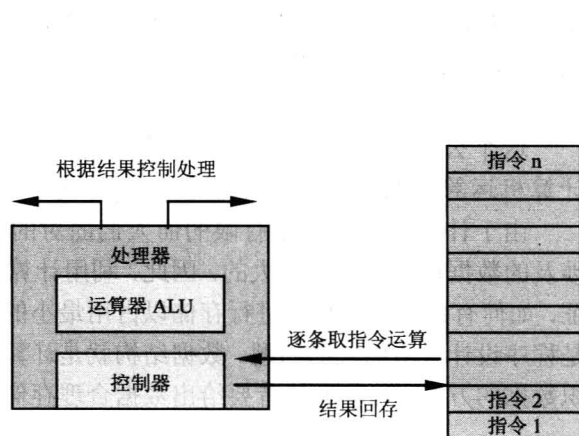 根据结果控制处理
处理器
运算器 ALU
控制器
逐条取指令运算
结果回存
指令 n
指令 2
指令 1